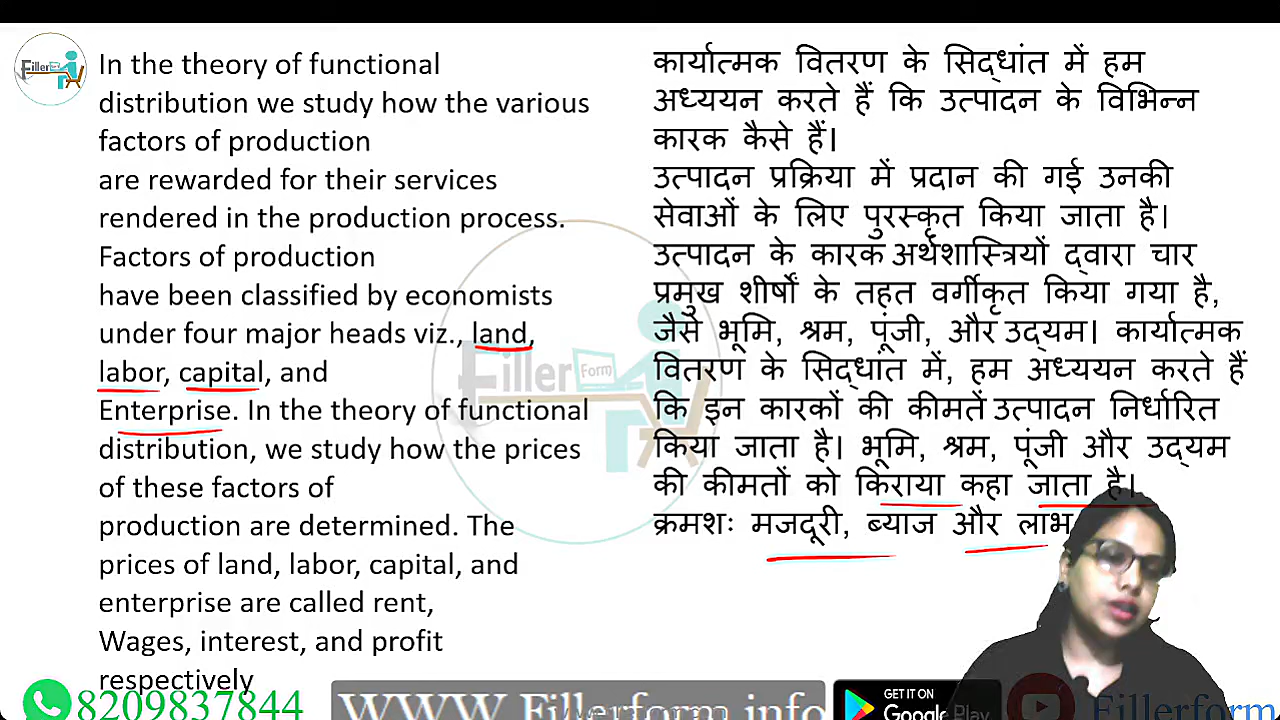 Filler
In the theory of functional
distribution we study how the various
factors of production
are rewarded for their services
rendered in the production process.
Factors of production
have been classified by economists
under four major heads viz., land,
labor, capital, and
Enterprise. In the theory of functional
distribution, we study how the prices
of these factors of
production are determined. The
prices of land, labor, capital, and
enterprise are called rent,
Wages, interest, and profit
respectively
कार्यात्मक वितरण के सिद्धांत में हम
अध्ययन करते हैं कि उत्पादन के विभिन्न
कारक कैसे हैं।
उत्पादन प्रक्रिया में प्रदान की गई उनकी
सेवाओं के लिए पुरस्कृत किया जाता है।
उत्पादन के कारक अर्थशास्त्रियों द्वारा चार
प्रमुख शीर्षों के तहत वर्गीकृत किया गया है,
जैसे भूमि, श्रम, पूंजी, और उद्यम। कार्यात्मक
वितरण के सिद्धांत में, हम अध्ययन करते हैं
कि इन कारकों की कीमतें उत्पादन निर्धारित
किया जाता है। भूमि, श्रम, पूंजी और उद्यम
की कीमतों को किराया कहा जाता है।
क्रमशः मजदूरी, ब्याज और लाभ
Filler Form
8209837844
WWW.Fillerform.info
GET IT ON
Google Play
Fillerform